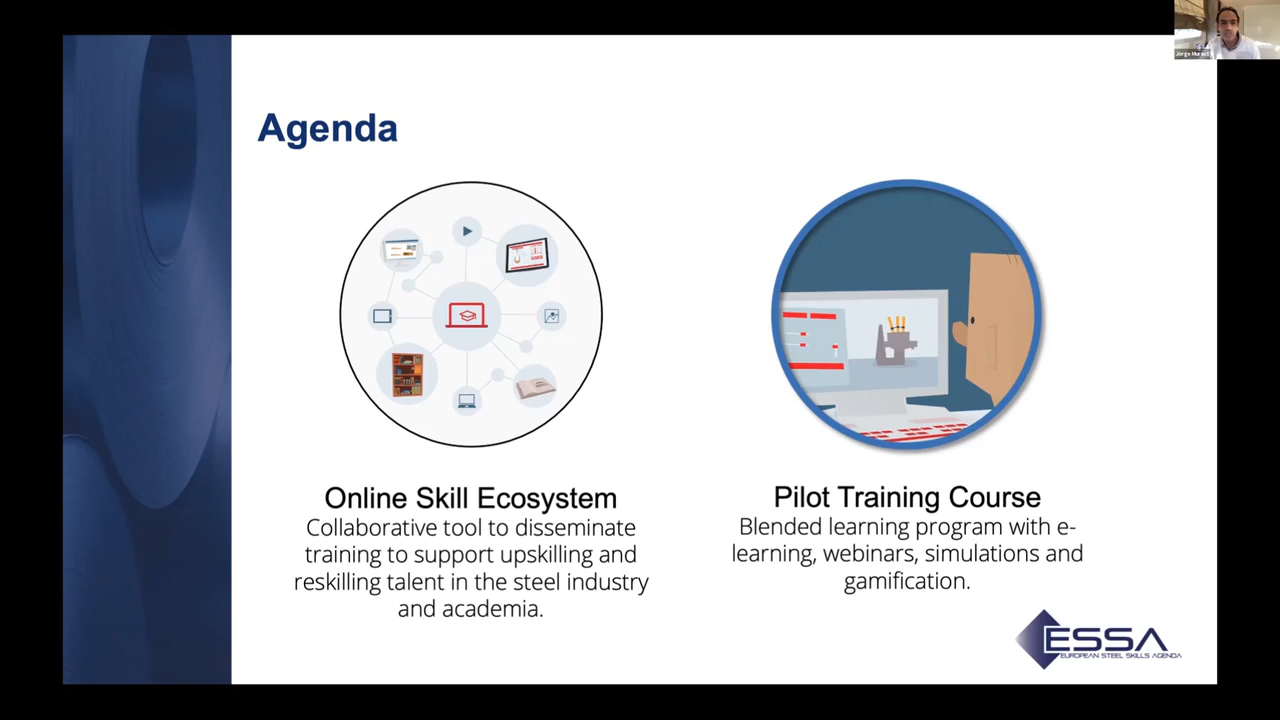 Agenda
Online Skill Ecosystem
Collaborative tool to disseminate
training to support upskilling and
reskilling talent in the steel industry
and academia.
Pilot Training Course
Blended learning program with e-
learning, webinars, simulations and
gamification.
ESSA
EUROPEAN STEEL SKILLS AGENDA
Jorge